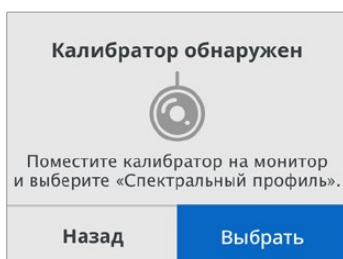 Калибратор обнаружен
Поместите калибратор на монитор
и выберите «Спектральный профиль».
Назад
Выбрать